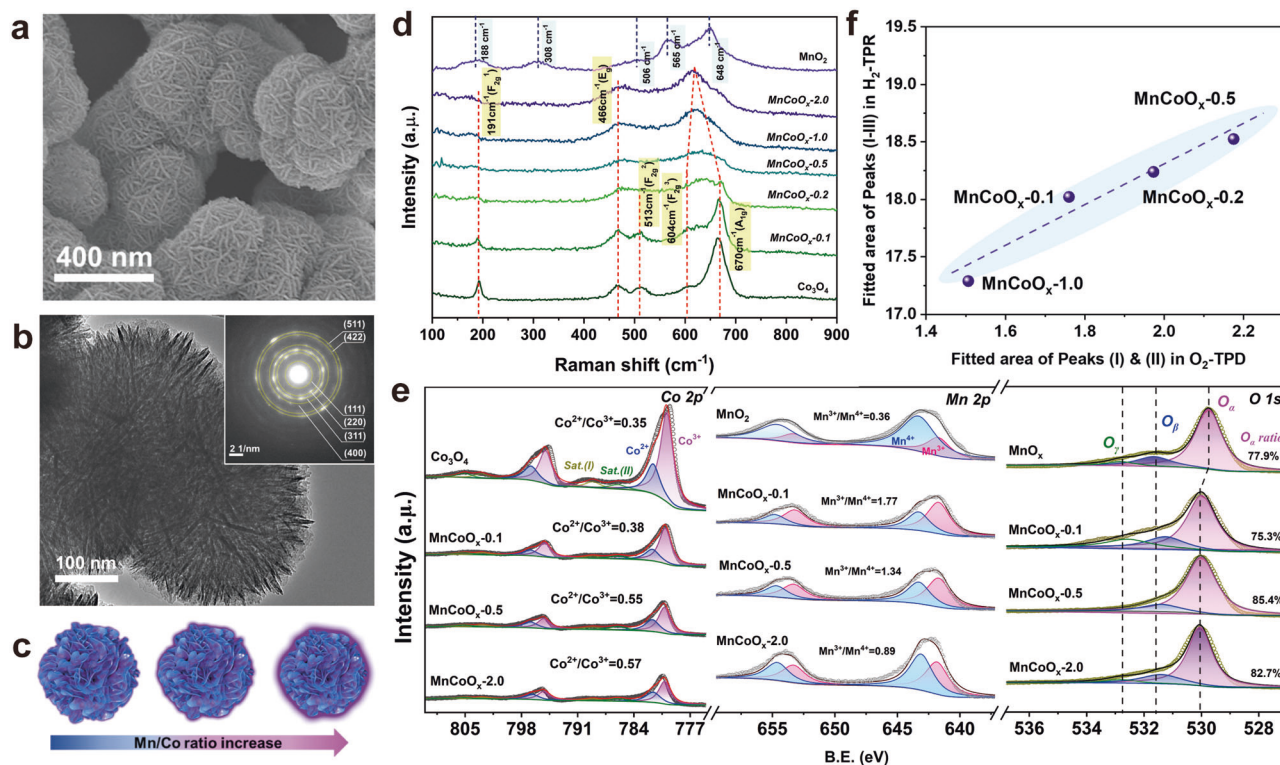 a
400 nm
b
(511)
(422)
(111)
(220)
(311)
(400)
2 1/nm
100 nm
c
Mn/Co ratio increase
d
188 cm⁻¹
308 cm⁻¹
506 cm⁻¹
565 cm⁻¹
648 cm⁻¹
MnO₂
191cm⁻¹(F₂g¹)
466cm⁻¹(Eg)
MnCoOₓ-2.0
MnCoOₓ-1.0
MnCoOₓ-0.5
MnCoOₓ-0.2
513cm⁻¹(F₂g²)
604cm⁻¹(F₂g³)
670cm⁻¹(A₁g)
MnCoOₓ-0.1
Co₃O₄
Intensity (a.u.)
100 200 300 400 500 600 700 800 900
Raman shift (cm⁻¹)
f
Fitted area of Peaks (I-III) in H₂-TPR
19.5
19.0
18.5
18.0
17.5
17.0
MnCoOₓ-0.5
MnCoOₓ-0.1
MnCoOₓ-0.2
MnCoOₓ-1.0
1.4 1.6 1.8 2.0 2.2
Fitted area of Peaks (I) & (II) in O₂-TPD
e
Intensity (a.u.)
Co 2p
Co²⁺/Co³⁺=0.35
Co²⁺
Co³⁺
Co₃O₄
Sat.(I)
Sat.(II)
Co²⁺/Co³⁺=0.38
MnCoOₓ-0.1
Co²⁺/Co³⁺=0.55
MnCoOₓ-0.5
Co²⁺/Co³⁺=0.57
MnCoOₓ-2.0
805 798 791 784 777
Mn 2p
MnO₂
Mn³⁺/Mn⁴⁺=0.36
Mn⁴⁺
Mn³⁺
MnCoOₓ-0.1
Mn³⁺/Mn⁴⁺=1.77
MnCoOₓ-0.5
Mn³⁺/Mn⁴⁺=1.34
MnCoOₓ-2.0
Mn³⁺/Mn⁴⁺=0.89
655 650 645 640
B.E. (eV)
O 1s
Oα
Oβ
Oγ
Oα ratio
MnOₓ
77.9%
MnCoOₓ-0.1
75.3%
MnCoOₓ-0.5
85.4%
MnCoOₓ-2.0
82.7%
536 534 532 530 528